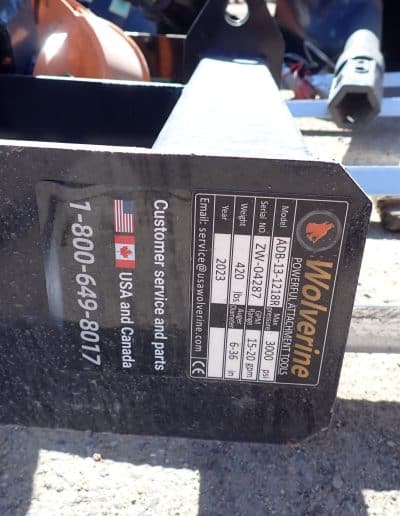 Wolverine
POWERFUL ATTACHMENT TOOLS
Model ADB-13-1218R Max pressure 3000 psi
Serial NO. ZW-04287 GPM Range 15-20 gpm
Weight 420 lbs Auger Diameter 6-36 in
Year 2023
Email: service@usawolverine.com CE
Customer service and parts
USA and Canada
1-800-649-8017